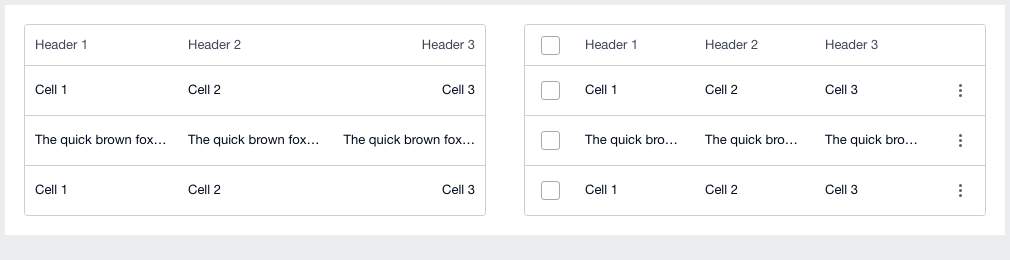 Header 1 Header 2 Header 3
Cell 1 Cell 2 Cell 3
The quick brown fox... The quick brown fox... The quick brown fox...
Cell 1 Cell 2 Cell 3
Header 1 Header 2 Header 3
Cell 1 Cell 2 Cell 3
The quick bro... The quick bro... The quick bro...
Cell 1 Cell 2 Cell 3